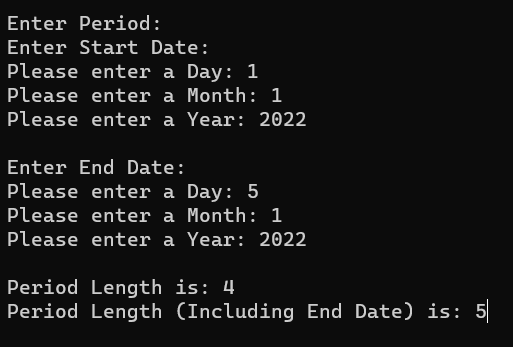 Enter Period:
Enter Start Date:
Please enter a Day: 1
Please enter a Month: 1
Please enter a Year: 2022
Enter End Date:
Please enter a Day: 5
Please enter a Month: 1
Please enter a Year: 2022
Period Length is: 4
Period Length (Including End Date) is: 5